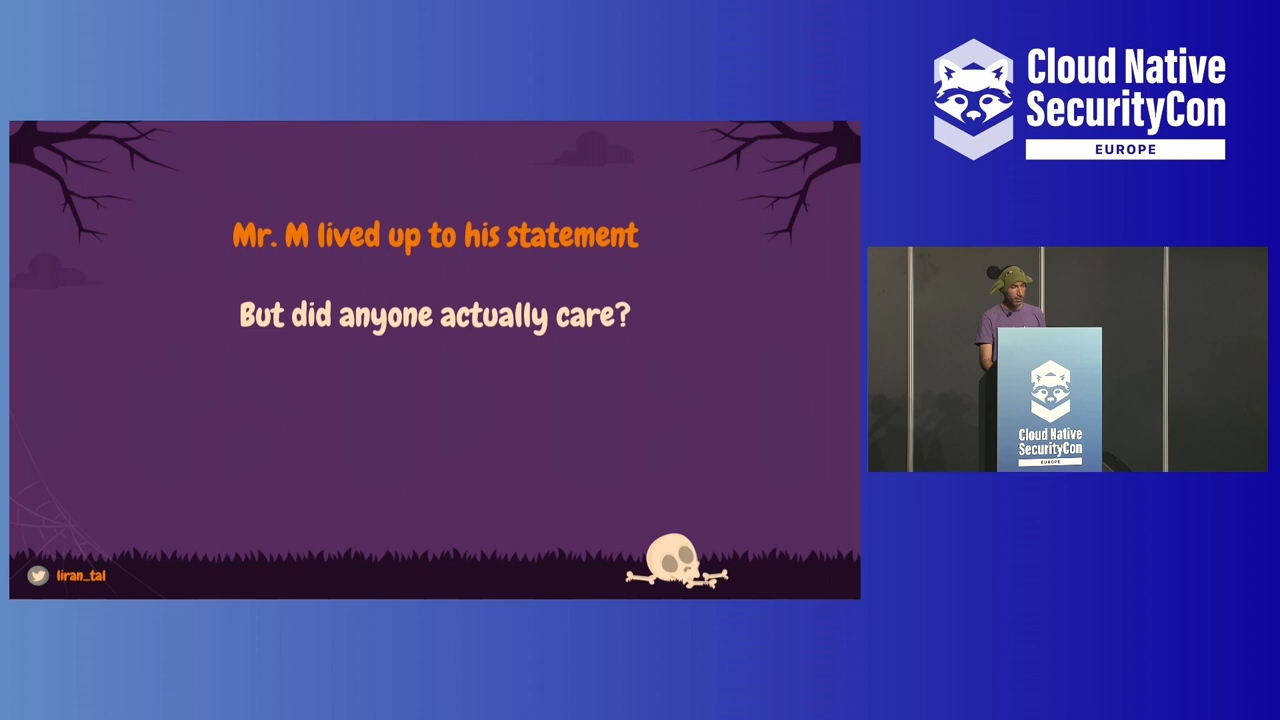 Cloud Native
SecurityCon
EUROPE
Mr. M lived up to his statement
But did anyone actually care?
liran_tal
Cloud Native
SecurityCon
EUROPE